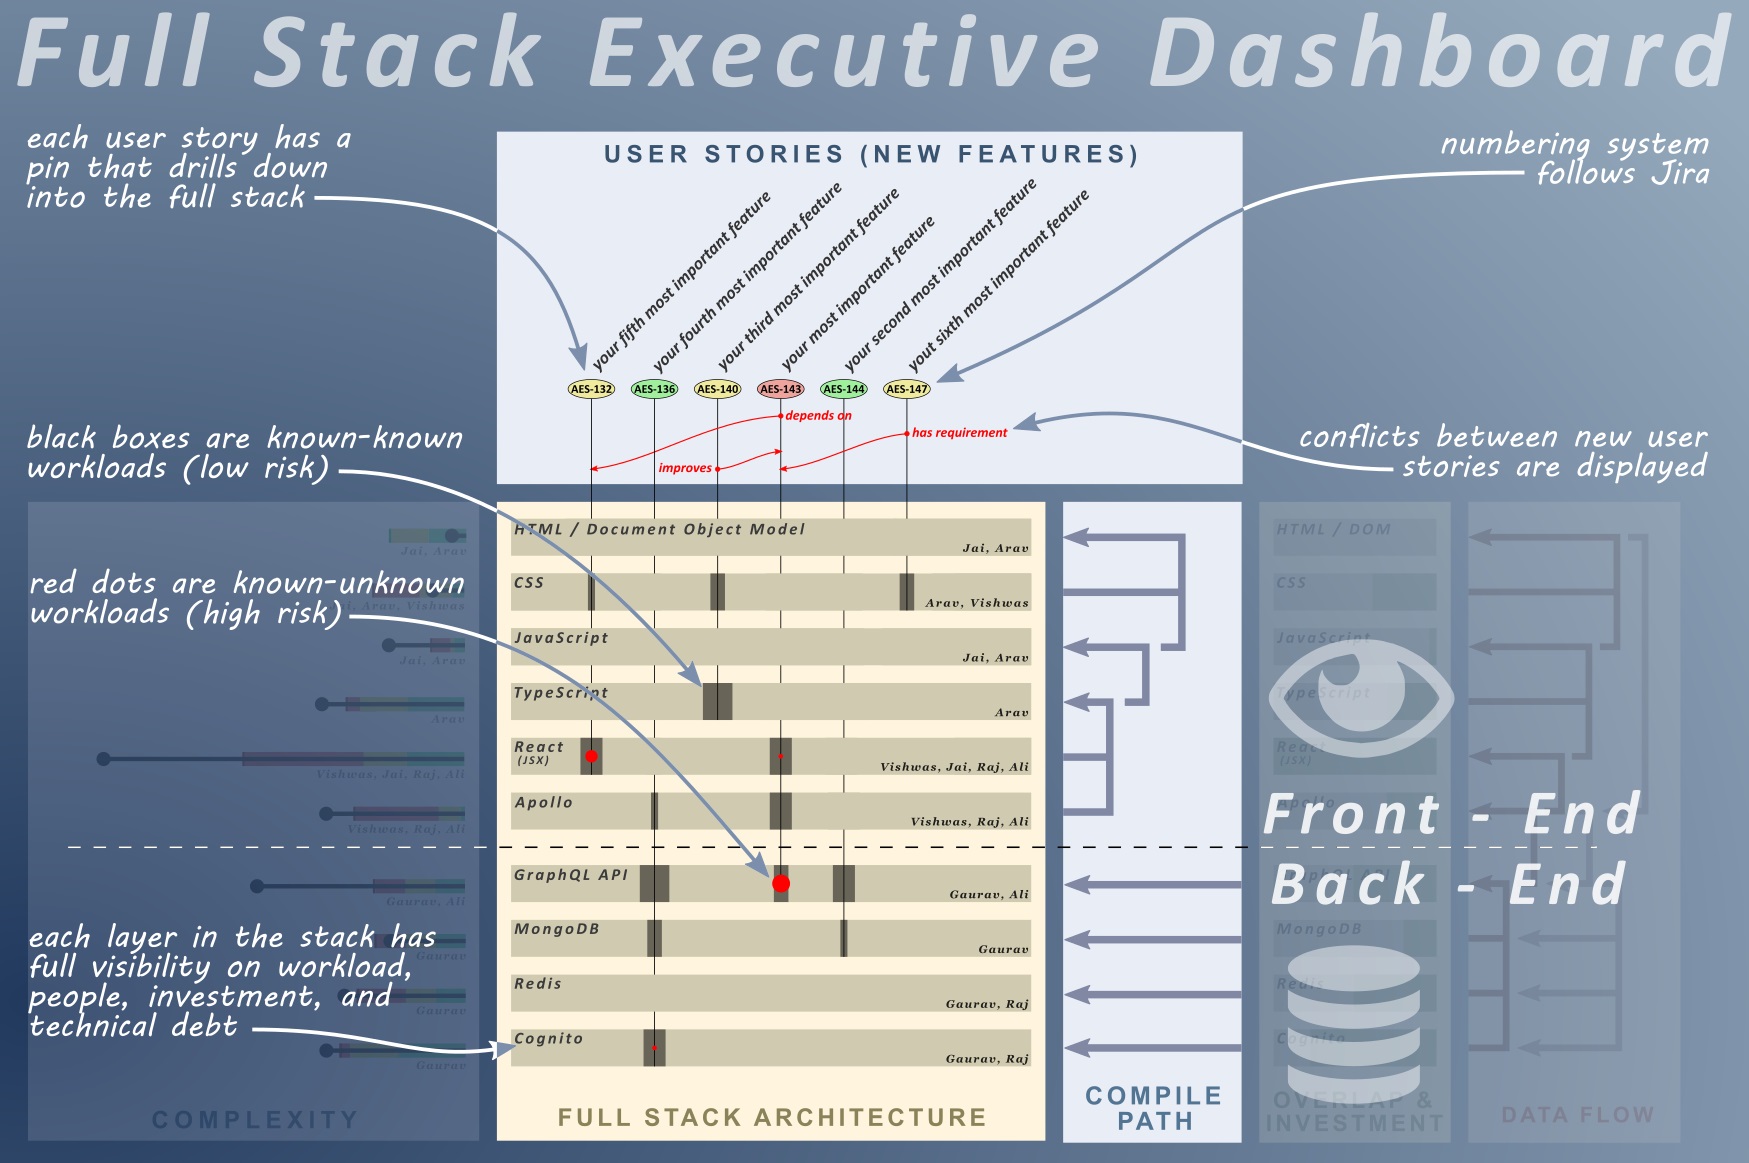 Full Stack Executive Dashboard
each user story has a
pin that drills down
into the full stack
numbering system
follows Jira
USER STORIES (NEW FEATURES)
your fifth most important feature
your fourth most important feature
your third most important feature
your most important feature
your second most important feature
yout sixth most important feature
AES-132
AES-136
AES-140
AES-143
AES-144
AES-147
depends on
has requirement
improves
black boxes are known-known
workloads (low risk)
conflicts between new user
stories are displayed
red dots are known-unknown
workloads (high risk)
each layer in the stack has
full visibility on workload,
people, investment, and
technical debt
Jai, Arav
Jai, Arav, Vishwas
Jai, Arav
Arav
Vishwas, Jai, Raj, Ali
Vishwas, Raj, Ali
Gaurav, Ali
Gaurav
Gaurav
Gaurav
COMPLEXITY
HTML / Document Object Model
Jai, Arav
CSS
Arav, Vishwas
JavaScript
Jai, Arav
TypeScript
Arav
React
(JSX)
Vishwas, Jai, Raj, Ali
Apollo
Vishwas, Raj, Ali
GraphQL API
Gaurav, Ali
MongoDB
Gaurav
Redis
Gaurav, Raj
Cognito
Gaurav, Raj
FULL STACK ARCHITECTURE
COMPILE
PATH
HTML / DOM
CSS
JavaScript
TypeScript
React
(JSX)
Apollo
Front - End
Back - End
GraphQL API
MongoDB
Redis
Cognito
OVERLAP &
INVESTMENT
DATA FLOW